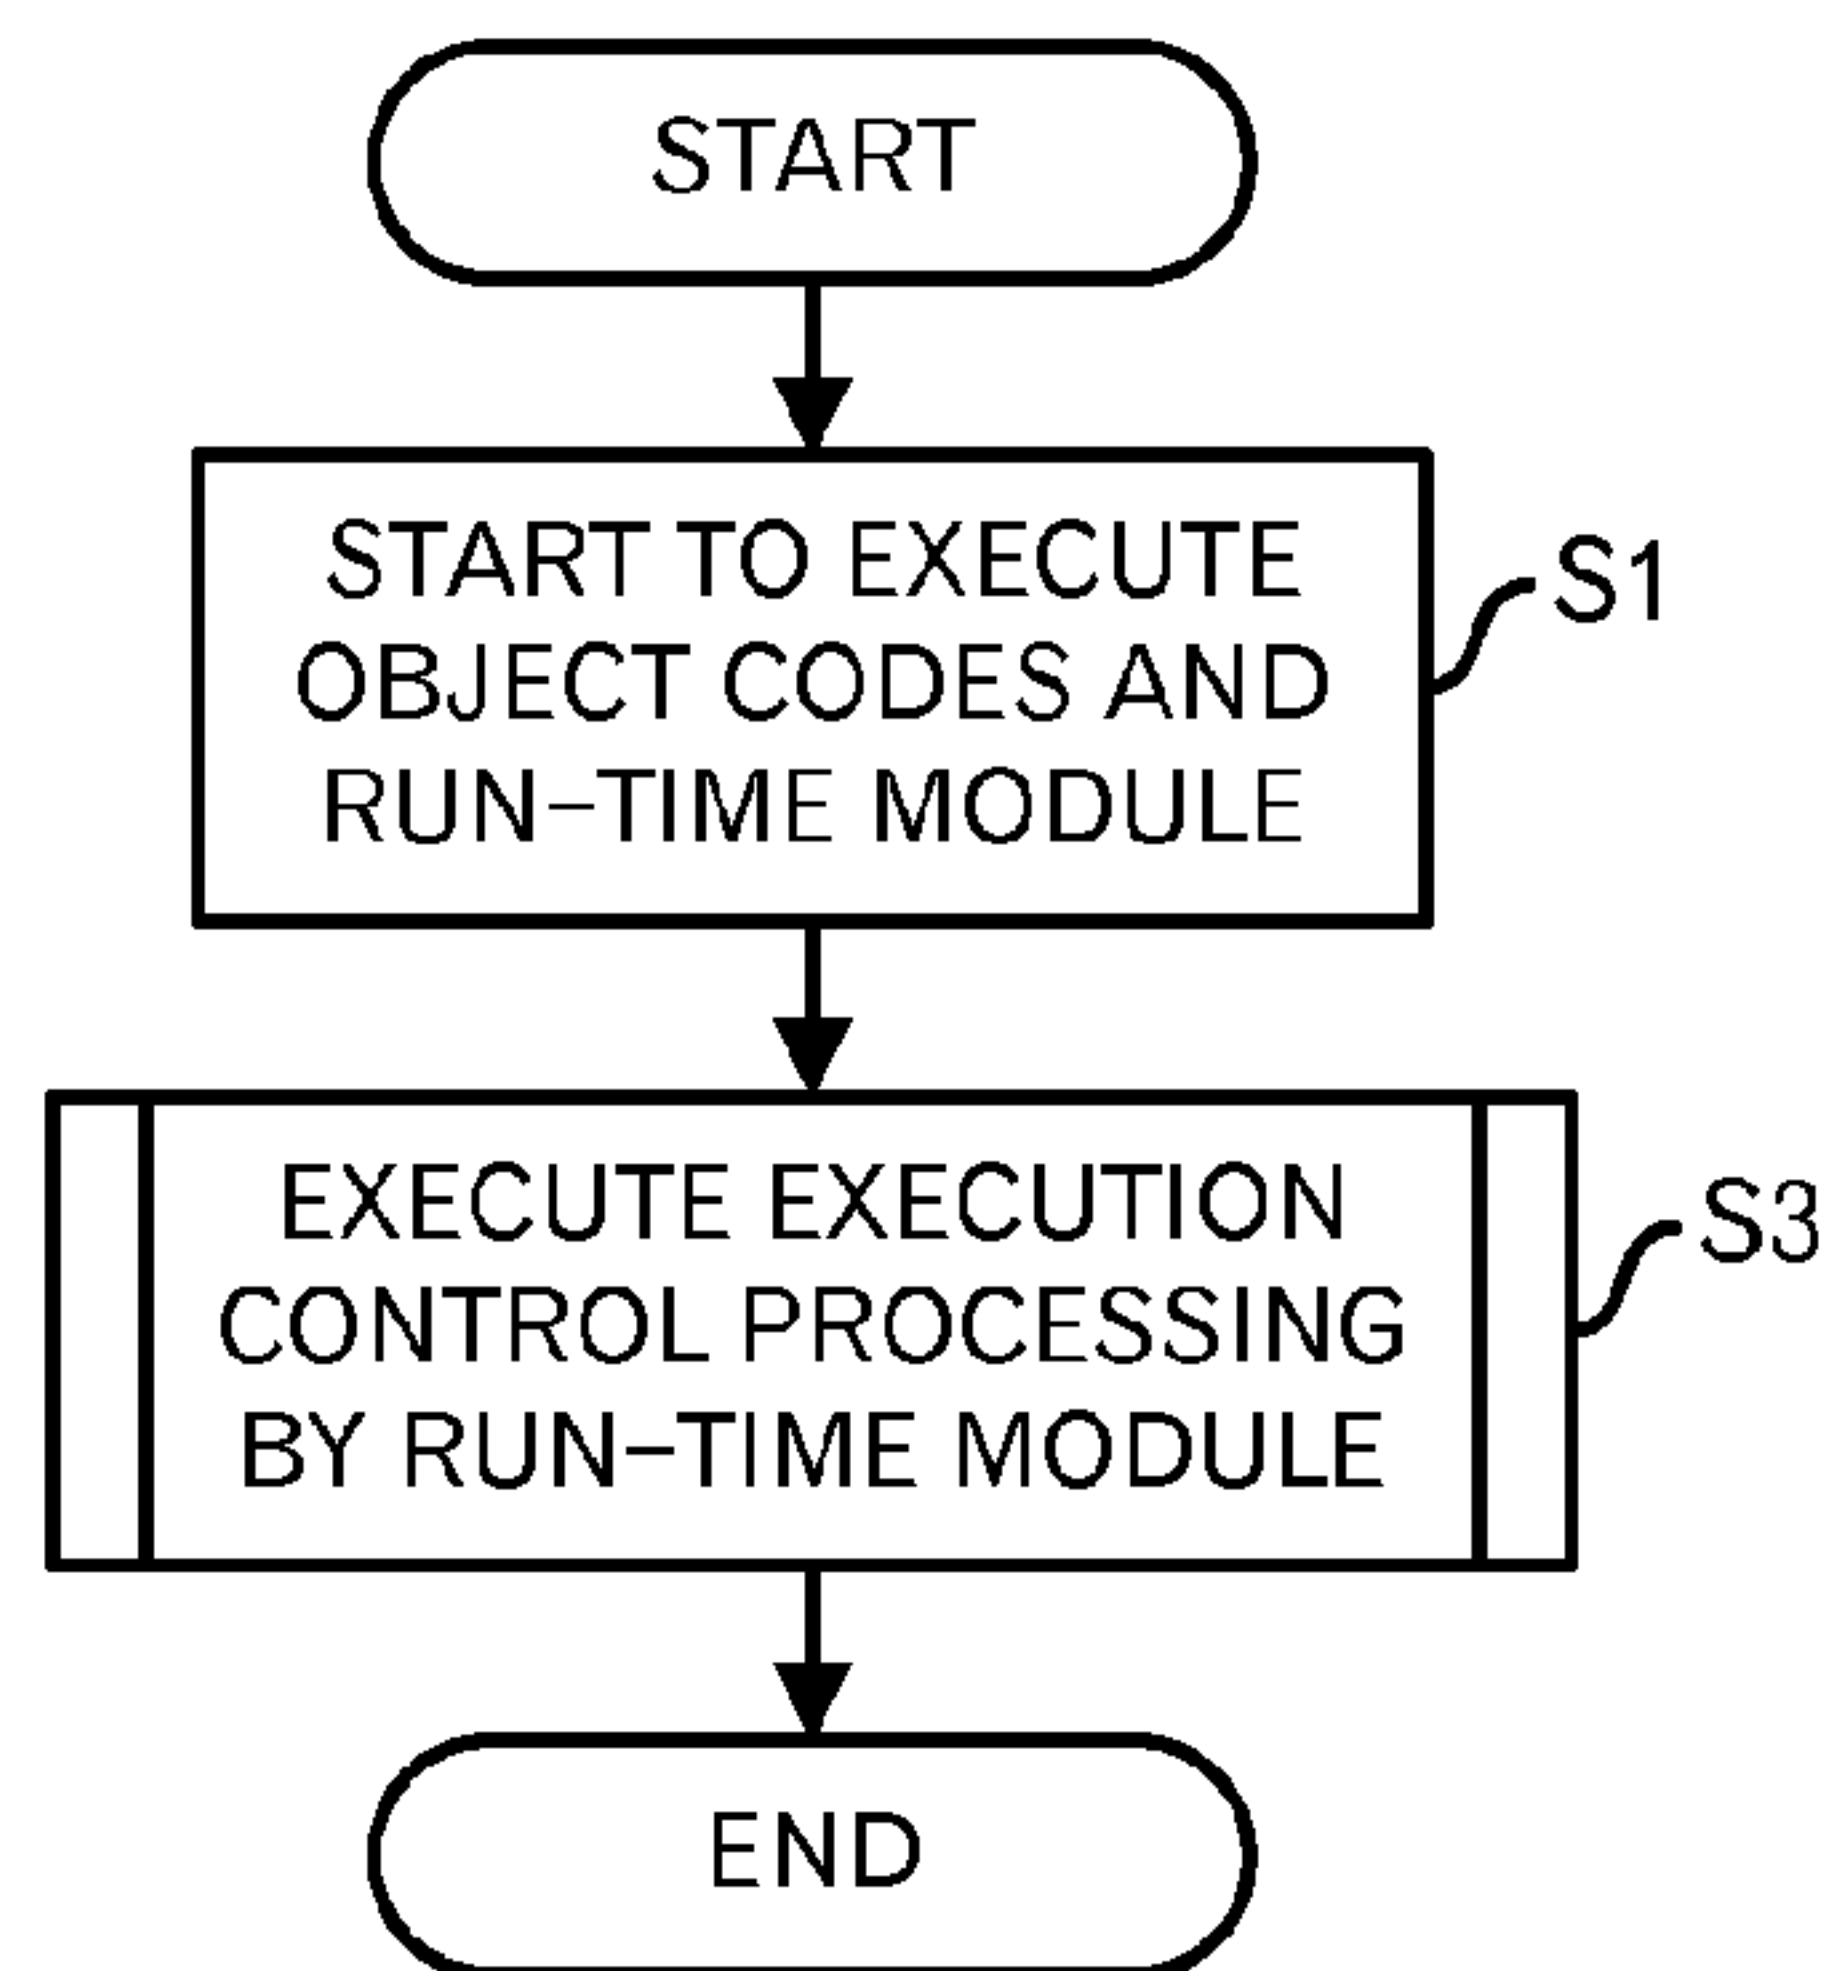 START
START TO EXECUTE
OBJECT CODES AND
RUN-TIME MODULE
S1
EXECUTE EXECUTION
CONTROL PROCESSING
BY RUN-TIME MODULE
S3
END